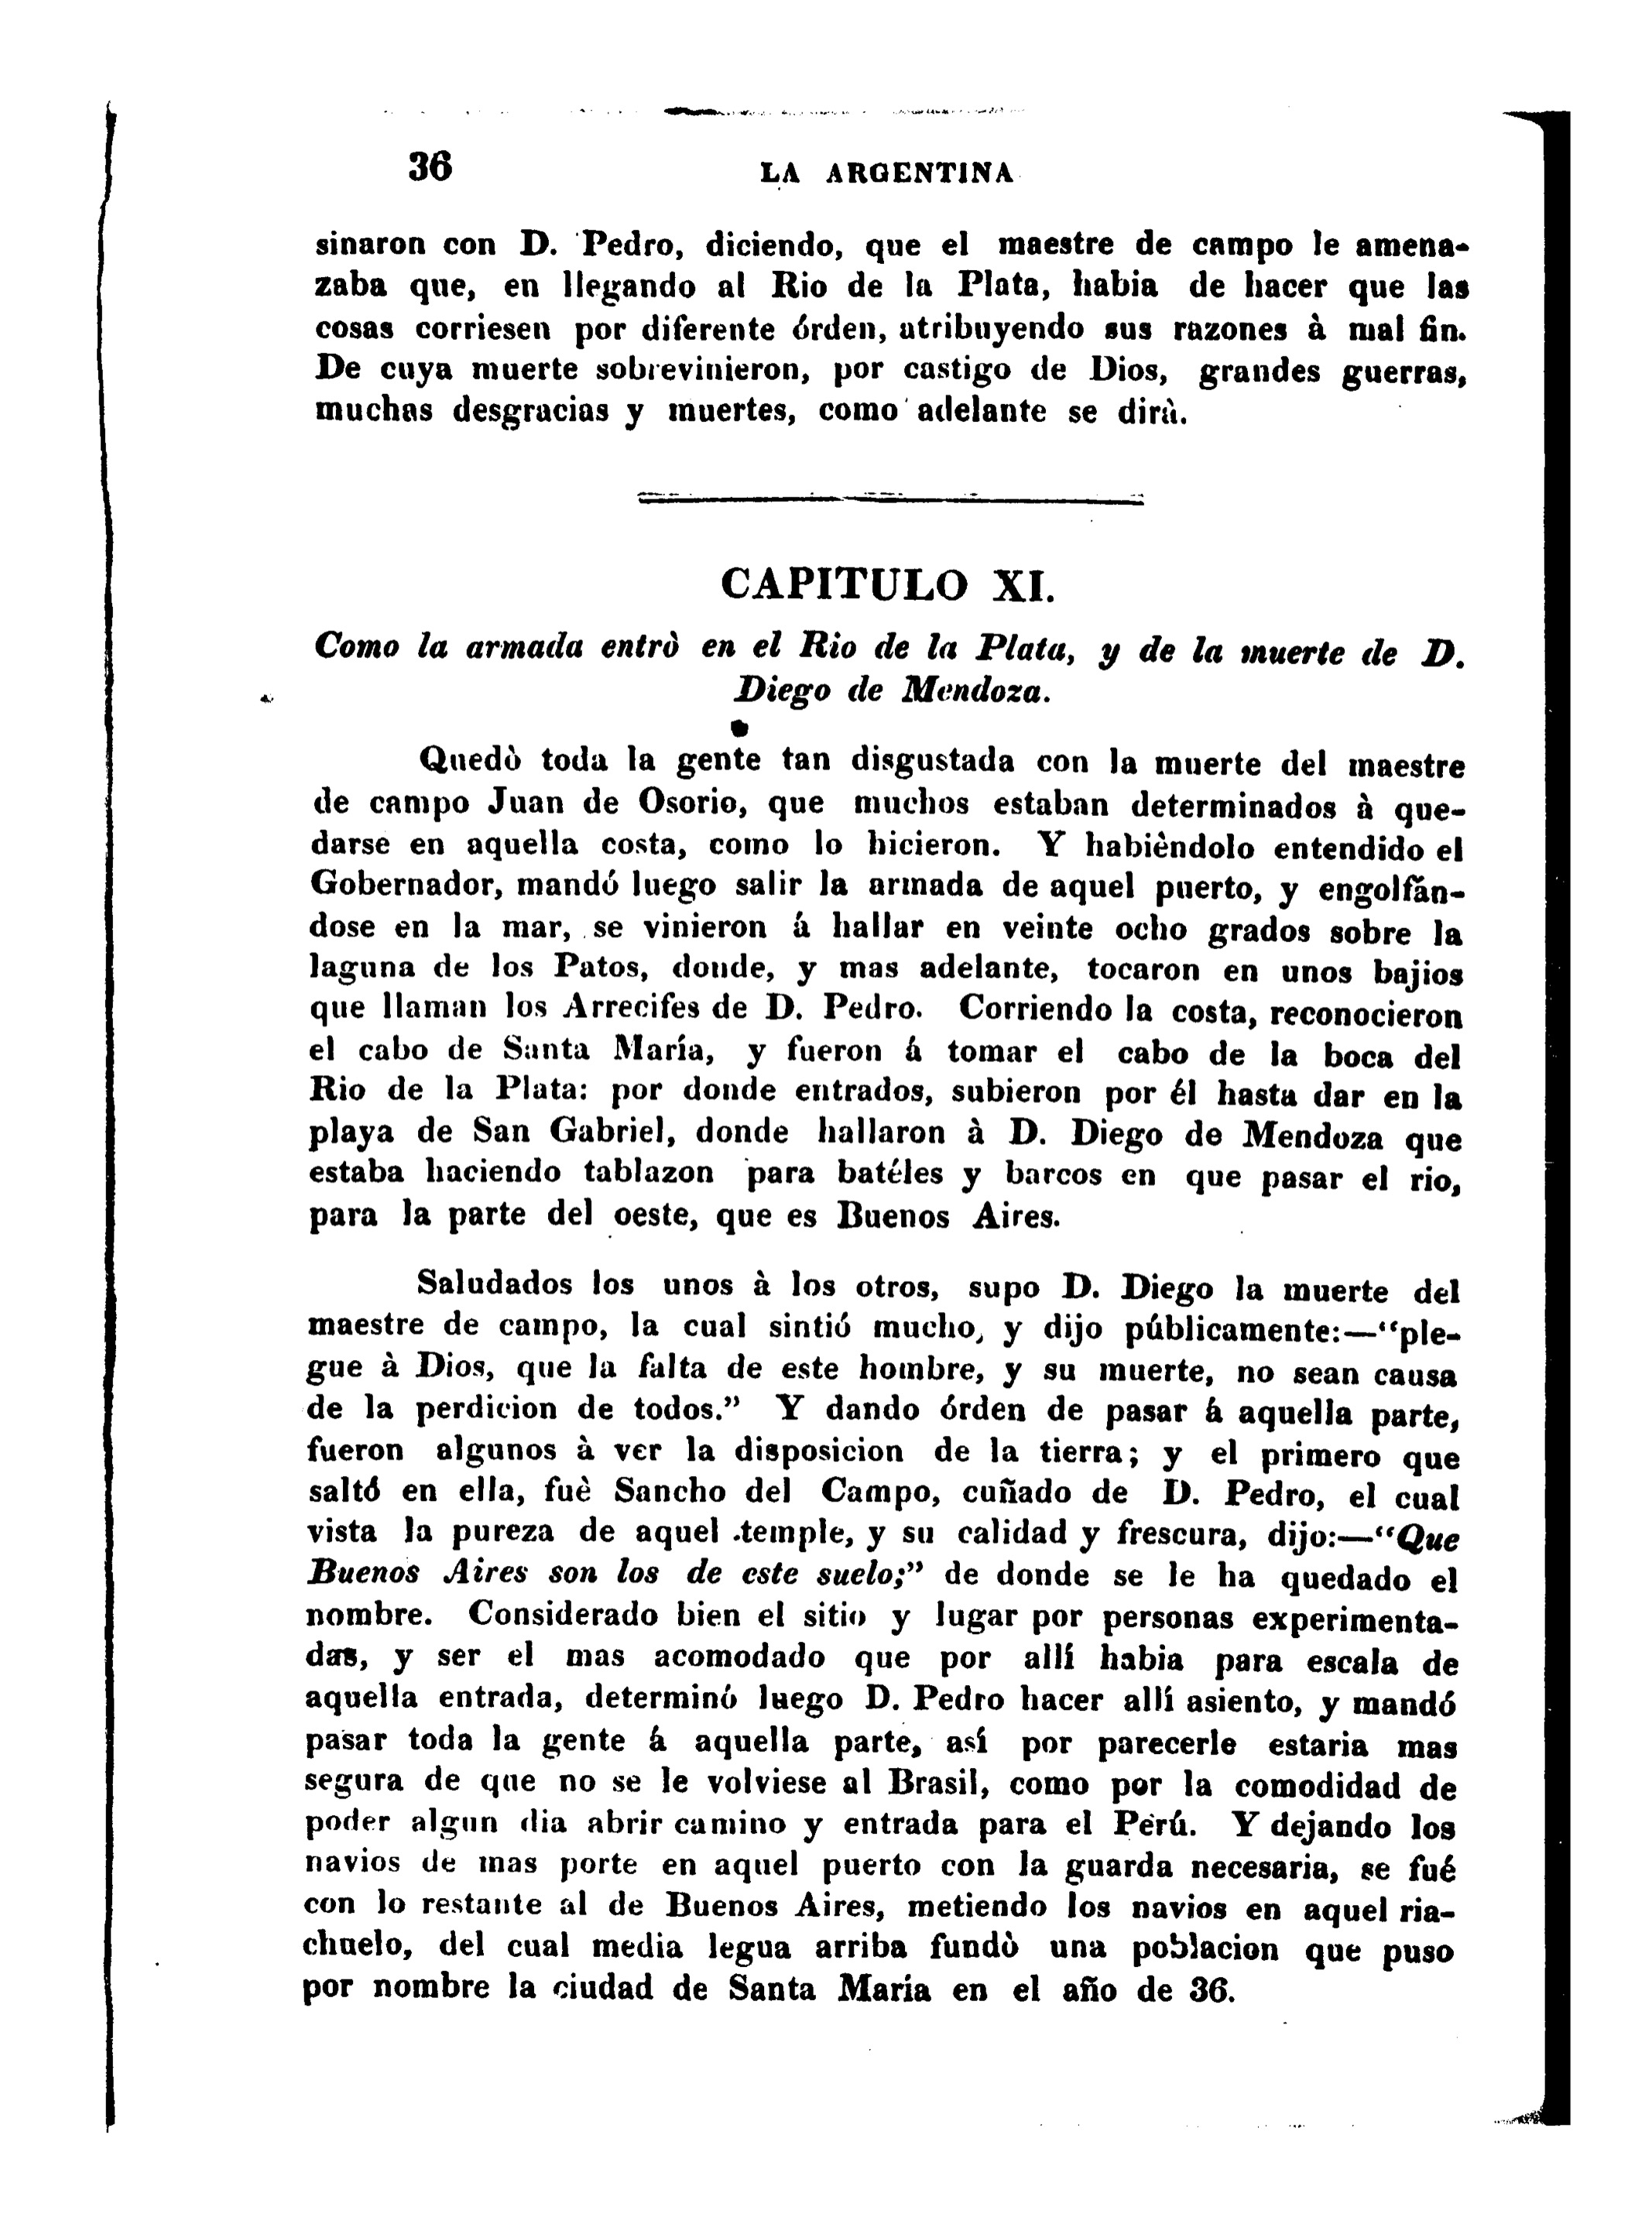 36
LA ARGENTINA
sinaron con D. Pedro, diciendo, que el maestre de campo le amena-
zaba que, en llegando al Rio de la Plata, habia de hacer que las
cosas corriesen por diferente órden, atribuyendo sus razones à mal fin.
De cuya muerte sobrevinieron, por castigo de Dios, grandes guerras,
muchas desgracias y muertes, como adelante se dirà.
CAPITULO XI.
Como la armada entrò en el Rio de la Plata, y de la muerte de D.
Diego de Mendoza.
Quedò toda la gente tan disgustada con la muerte del maestre
de campo Juan de Osorio, que muchos estaban determinados à que-
darse en aquella costa, como lo hicieron. Y habièndolo entendido el
Gobernador, mandó luego salir la armada de aquel puerto, y engolfán-
dose en la mar, se vinieron á hallar en veinte ocho grados sobre la
laguna de los Patos, donde, y mas adelante, tocaron en unos bajios
que llaman los Arrecifes de D. Pedro. Corriendo la costa, reconocieron
el cabo de Santa María, y fueron á tomar el cabo de la boca del
Rio de la Plata: por donde entrados, subieron por él hasta dar en la
playa de San Gabriel, donde hallaron à D. Diego de Mendoza que
estaba haciendo tablazon para batéles y barcos en que pasar el rio,
para la parte del oeste, que es Buenos Aires.
Saludados los unos à los otros, supo D. Diego la muerte del
maestre de campo, la cual sintió mucho, y dijo públicamente:—“ple-
gue à Dios, que la falta de este hombre, y su muerte, no sean causa
de la perdicion de todos.” Y dando órden de pasar á aquella parte,
fueron algunos à ver la disposicion de la tierra; y el primero que
saltó en ella, fuè Sancho del Campo, cuñado de D. Pedro, el cual
vista la pureza de aquel temple, y su calidad y frescura, dijo:—“Que
Buenos Aires son los de este suelo;” de donde se le ha quedado el
nombre. Considerado bien el sitio y lugar por personas experimenta-
das, y ser el mas acomodado que por allí habia para escala de
aquella entrada, determinó luego D. Pedro hacer allí asiento, y mandó
pasar toda la gente á aquella parte, así por parecerle estaria mas
segura de que no se le volviese al Brasil, como por la comodidad de
poder algun dia abrir camino y entrada para el Perú. Y dejando los
navios de mas porte en aquel puerto con la guarda necesaria, se fué
con lo restante al de Buenos Aires, metiendo los navios en aquel ria-
chuelo, del cual media legua arriba fundò una poblacion que puso
por nombre la ciudad de Santa María en el año de 36.